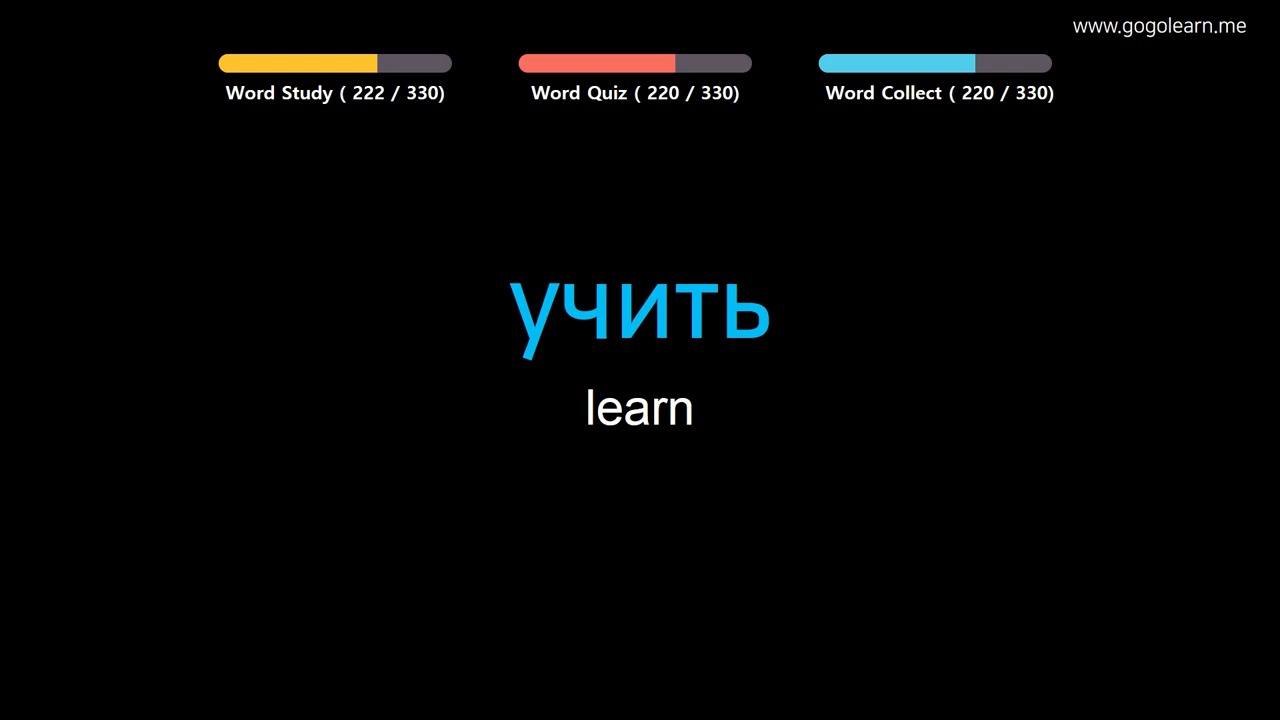 www.gogolearn.me
Word Study ( 222 / 330)
Word Quiz ( 220 / 330)
Word Collect ( 220 / 330)
учить
learn